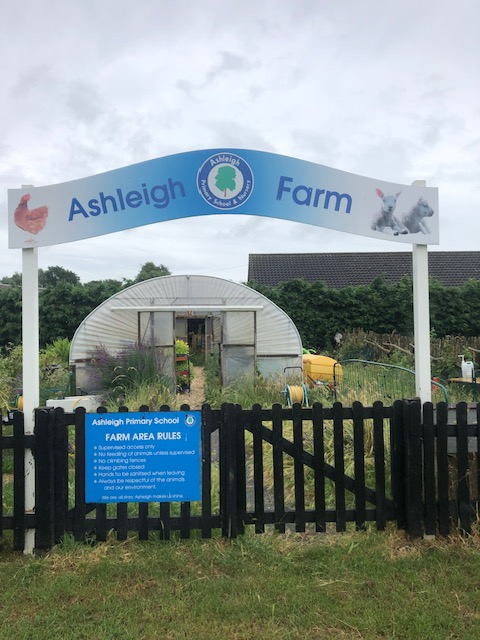 Ashleigh Farm
Ashleigh
Primary School & Nursery
Ashleigh Primary School
FARM AREA RULES
Supervised access only
No feeding of animals unless supervised
No climbing fences
Keep gates closed
Hands to be sanitised when leaving
Always be respectful of the animals
and our environment.
We are all stars. Ashleigh makes us shine.